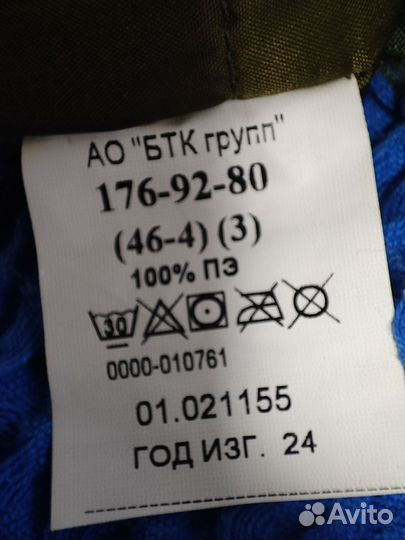 АО "БТК групп"
176-92-80
(46-4) (3)
100% ПЭ
30
0000-010761
01.021155
ГОД ИЗГ. 24
Avito